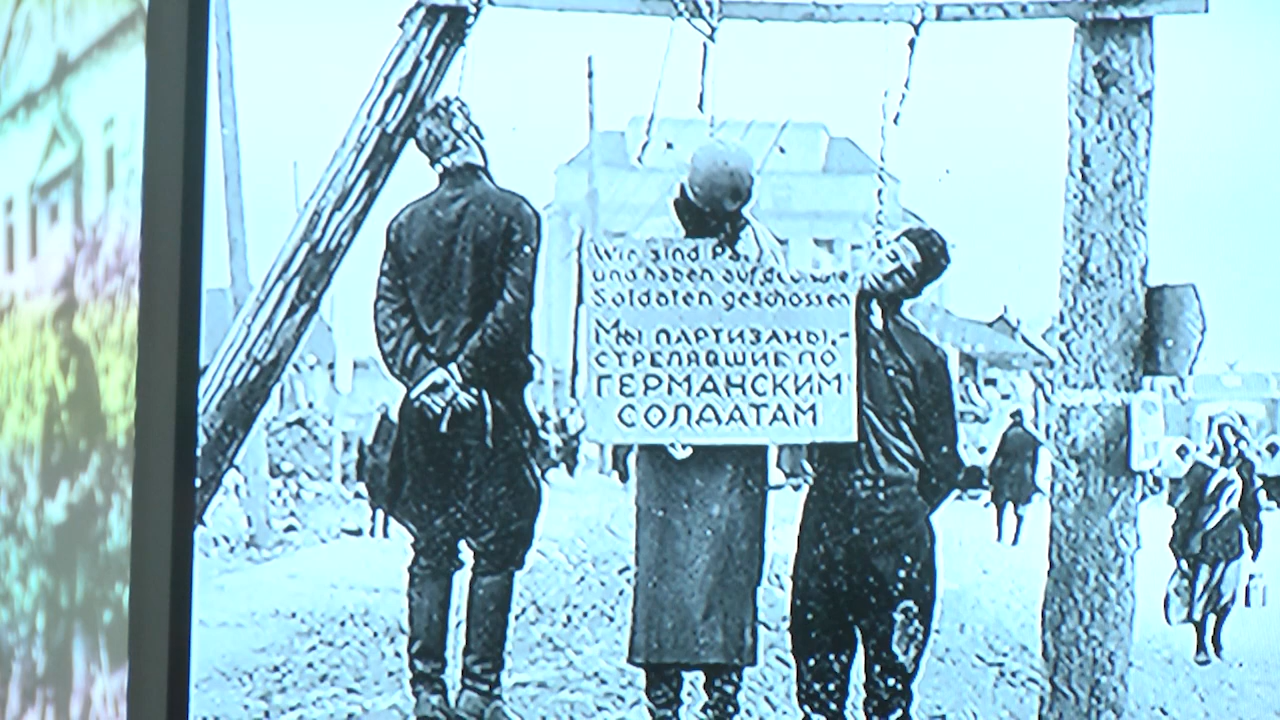 Wir sind
und haben auf deutsche
Soldaten geschossen
Мы партизаны,-
стрелявшие по
ГЕРМАНСКИМ
СОЛДАТАМ